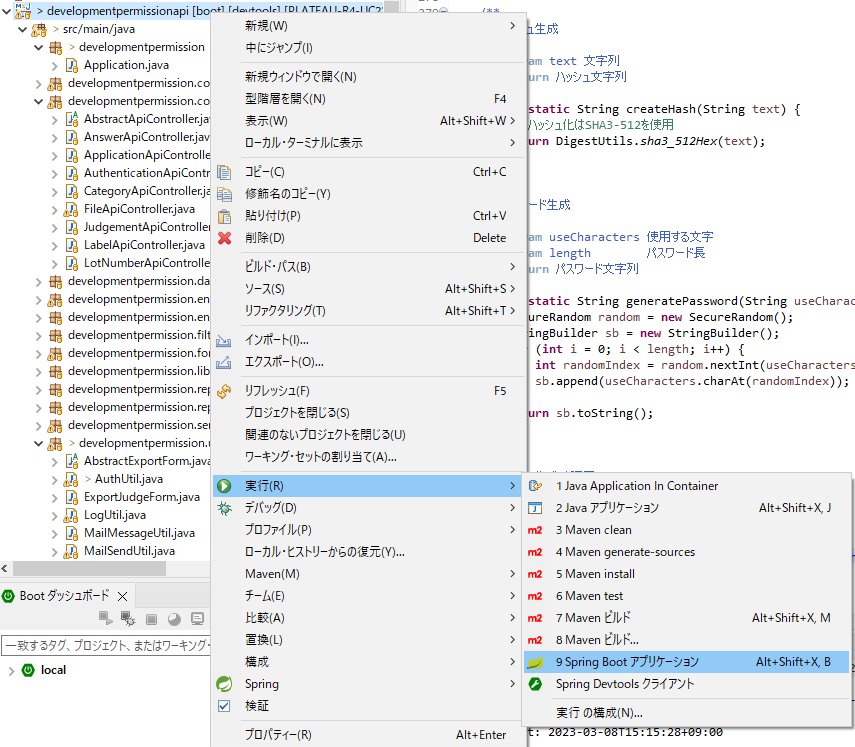 > developmentpermissionapi [boot] [devtools] [PLATEAU-R4-UC2
> src/main/java
> developmentpermission
Application.java
developmentpermission.co
developmentpermission.co
AbstractApiController.ja
AnswerApiController.jav
ApplicationApiControlle
AuthenticationApiContr
CategoryApiController.ja
FileApiController.java
JudgementApiController
LabelApiController.java
LotNumberApiControlle
developmentpermission.da
developmentpermission.en
developmentpermission.en
developmentpermission.filt
developmentpermission.for
developmentpermission.lib
developmentpermission.rep
developmentpermission.rep
developmentpermission.ser
> developmentpermission.u
AbstractExportForm.java
> AuthUtil.java
ExportJudgeForm.java
LogUtil.java
MailMessageUtil.java
MailSendUtil.java
Boot ダッシュボード
一致するタグ、プロジェクト、またはワーキング・
local
新規(W)
中にジャンプ(I)
新規ウィンドウで開く(N)
型階層を開く(N) F4
表示(W) Alt+Shift+W
ローカル・ターミナルに表示
コピー(C) Ctrl+C
修飾名のコピー(Y)
貼り付け(P) Ctrl+V
削除(D) Delete
ビルド・パス(B)
ソース(S) Alt+Shift+S
リファクタリング(T) Alt+Shift+T
インポート(I)...
エクスポート(O)...
リフレッシュ(F) F5
プロジェクトを閉じる(S)
関連のないプロジェクトを閉じる(U)
ワーキング・セットの割り当て(A)...
実行(R)
デバッグ(D)
プロファイル(P)
ローカル・ヒストリーからの復元(Y)...
Maven(M)
チーム(E)
比較(A)
置換(L)
構成
Spring
検証
プロパティー(R) Alt+Enter
1 Java Application In Container
2 Java アプリケーション Alt+Shift+X, J
3 Maven clean
4 Maven generate-sources
5 Maven install
6 Maven test
7 Maven ビルド Alt+Shift+X, M
8 Maven ビルド...
9 Spring Boot アプリケーション Alt+Shift+X, B
Spring Devtools クライアント
実行 の構成(N)...
/**
ュ生成
am text 文字列
urn ハッシュ文字列
static String createHash(String text) {
ハッシュ化はSHA3-512を使用
urn DigestUtils.sha3_512Hex(text);
ード生成
am useCharacters 使用する文字
am length パスワード長
urn パスワード文字列
static String generatePassword(String useCharac
ureRandom random = new SecureRandom();
ingBuilder sb = new StringBuilder();
(int i = 0; i < length; i++) {
int randomIndex = random.nextInt(useCharacters
sb.append(useCharacters.charAt(randomIndex));
urn sb.toString();
t: 2023-03-08T15:15:28+09:00